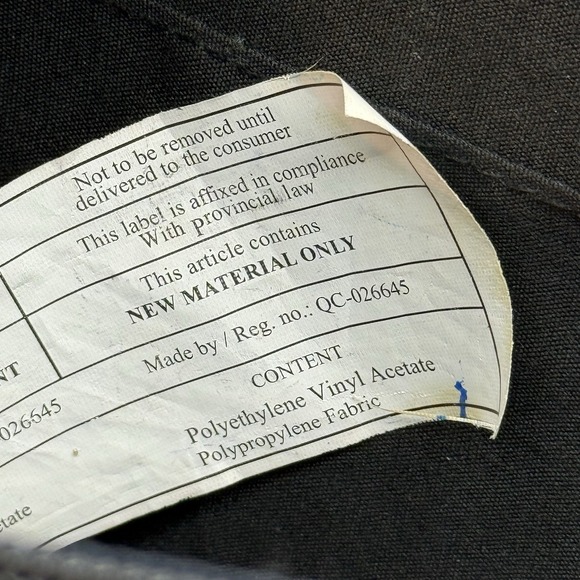 Not to be removed until
delivered to the consumer
This label is affixed in compliance
With provincial law
This article contains
NEW MATERIAL ONLY
Made by / Reg. no.: QC-026645
CONTENT
Polyethylene Vinyl Acetate
Polypropylene Fabric
NT
026645
etate